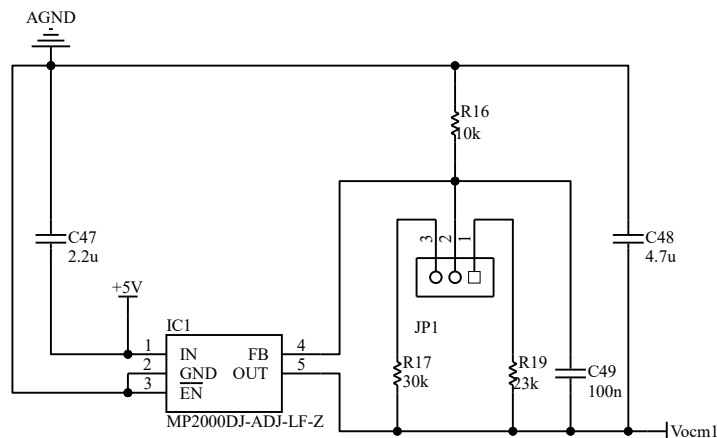 AGND
R16
10k
C47
2.2u
3
2
1
C48
4.7u
+5V
JP1
IC1
1
IN
FB
4
2
GND
OUT
5
3
EN
R17
30k
R19
23k
C49
100n
MP2000DJ-ADJ-LF-Z
Vocm1